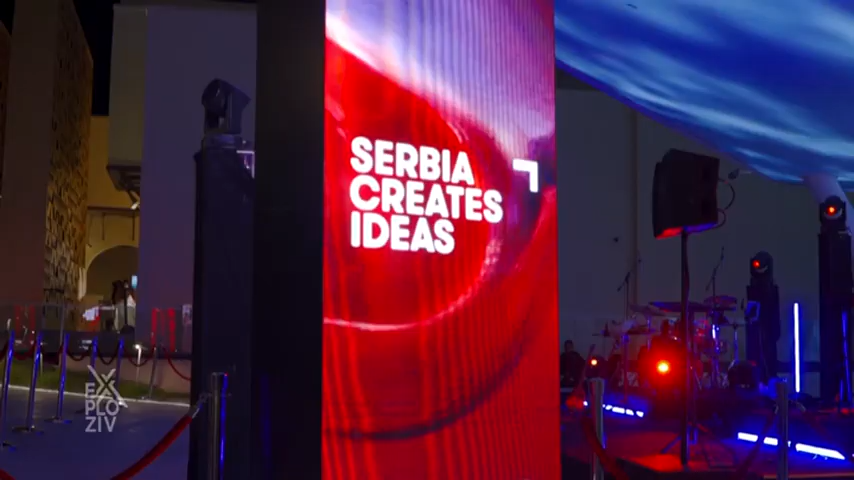 SERBIA
CREATES
IDEAS
EX
PLO
ZIV